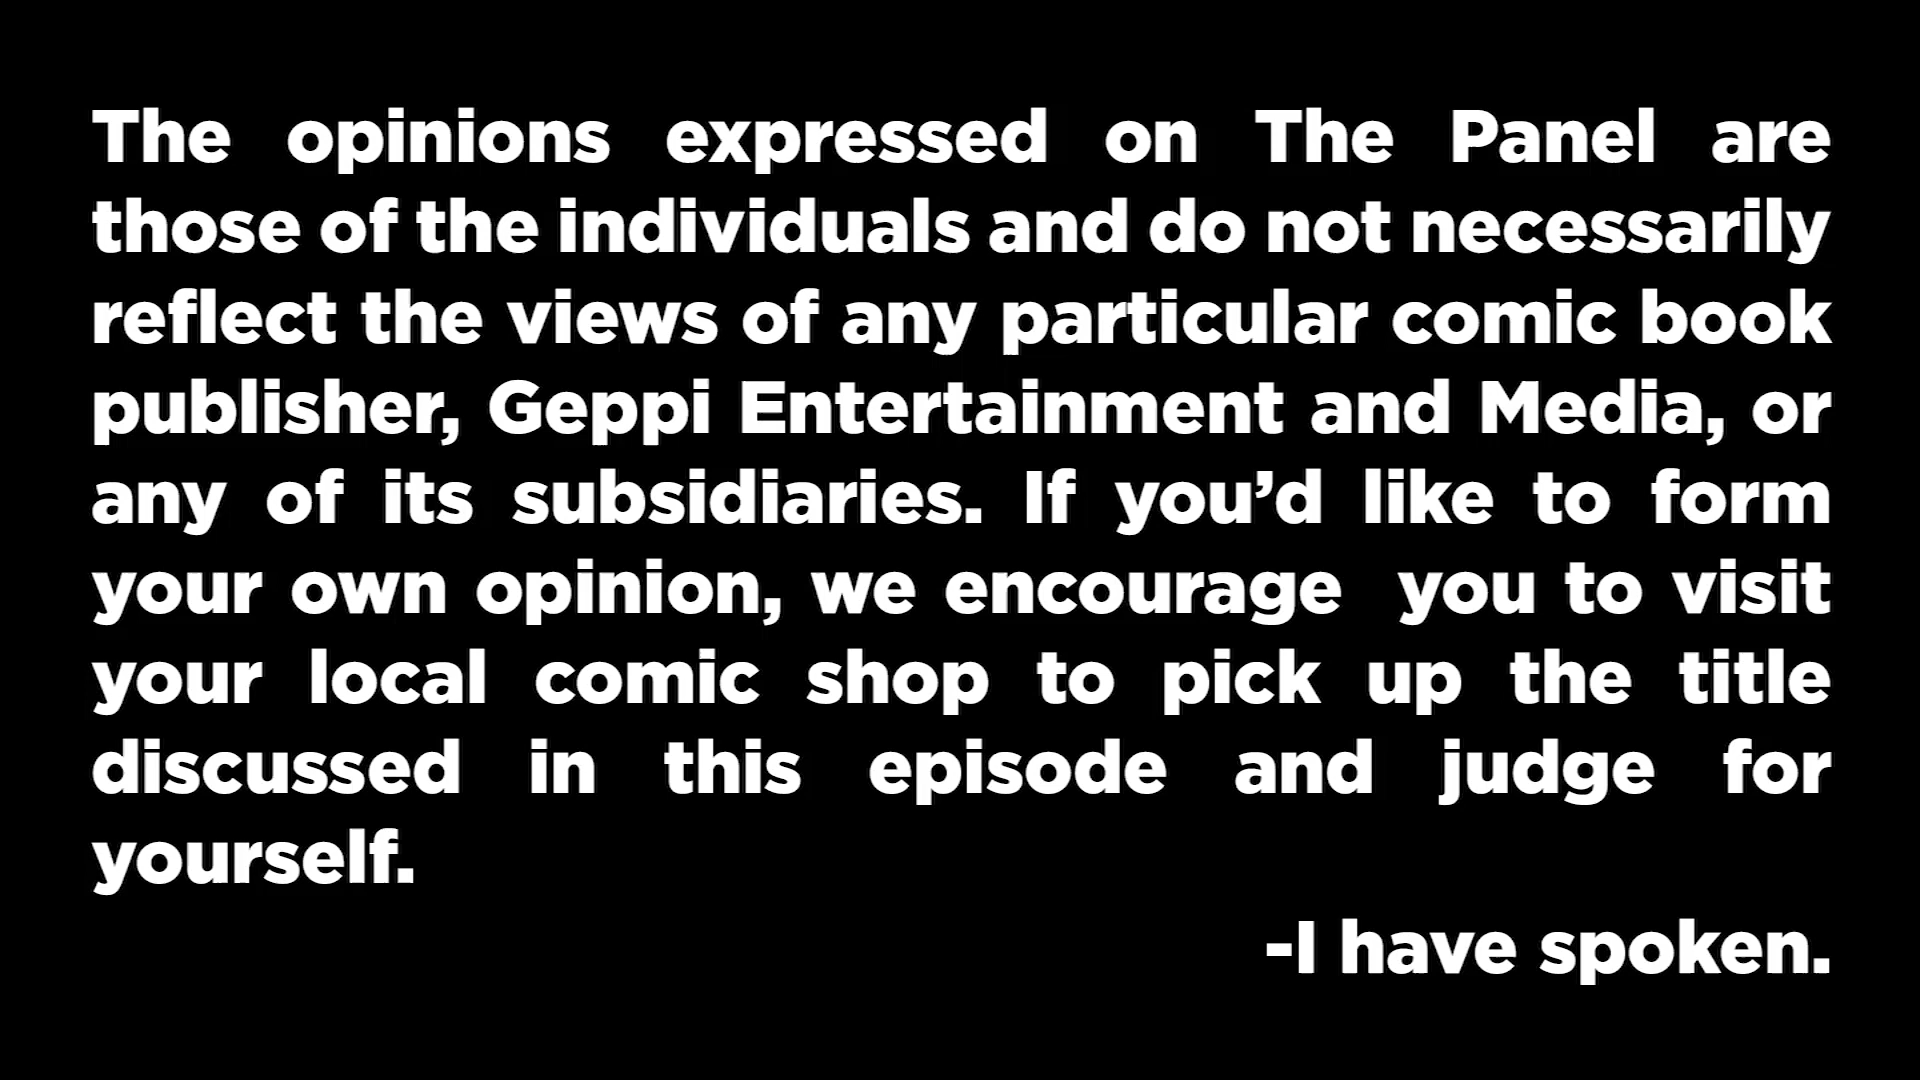 The opinions expressed on The Panel are
those of the individuals and do not necessarily
reflect the views of any particular comic book
publisher, Geppi Entertainment and Media, or
any of its subsidiaries. If you’d like to form
your own opinion, we encourage  you to visit
your local comic shop to pick up the title
discussed in this episode and judge for
yourself.
-I have spoken.